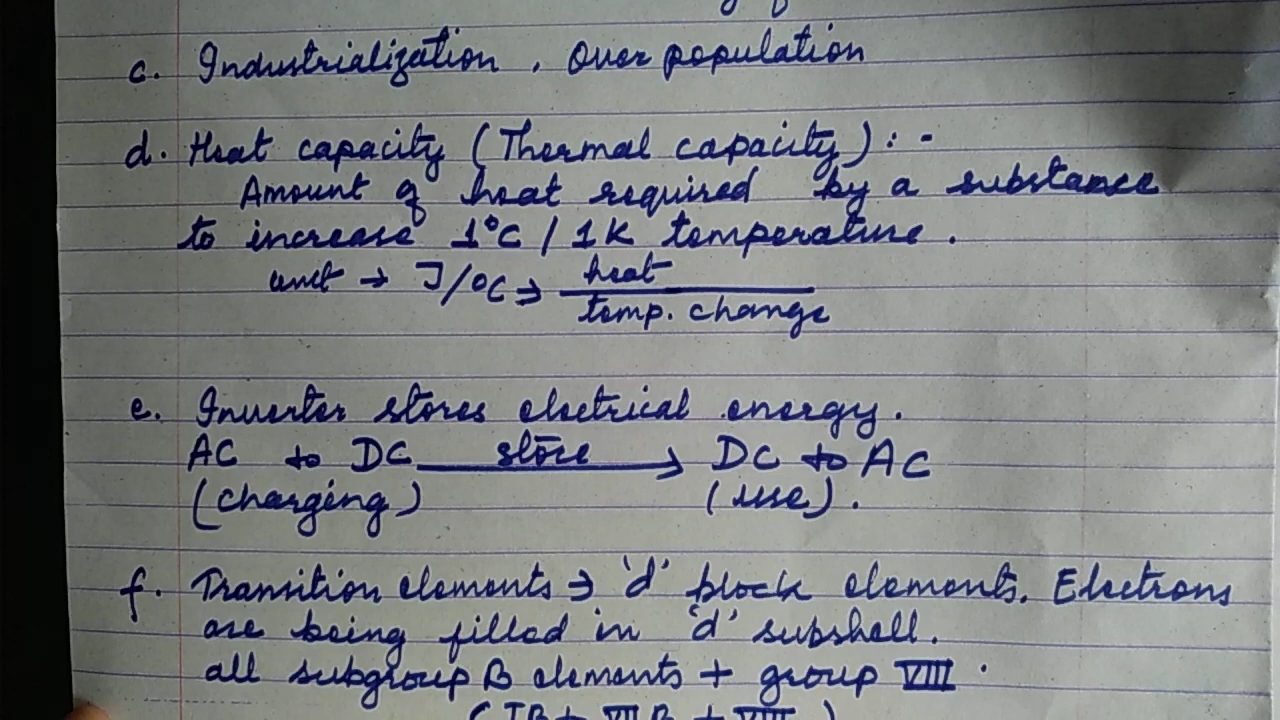 c. Industrialization, Over population
d. Heat capacity (Thermal capacity) : -
Amount of heat required by a substance
to increase 1°C / 1K temperature.
unit → J/°C ⇒ heat
temp. change
e. Inverter stores electrical energy.
AC to DC store → DC to AC
(charging) (use).
f. Transition elements ⇒ 'd' block elements. Electrons
are being filled in 'd' subshell.
all subgroup B elements + group VIII.